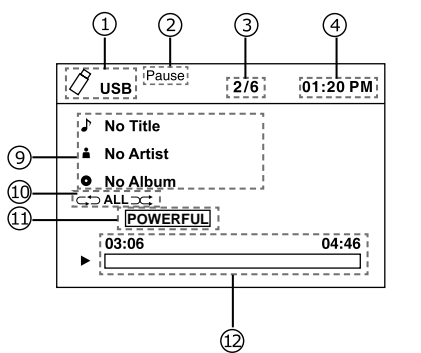 ① ② ③ ④
USB Pause 2/6 01:20 PM
No Title
⑨ No Artist
No Album
⑩ ALL
⑪ POWERFUL
03:06 04:46
⑫